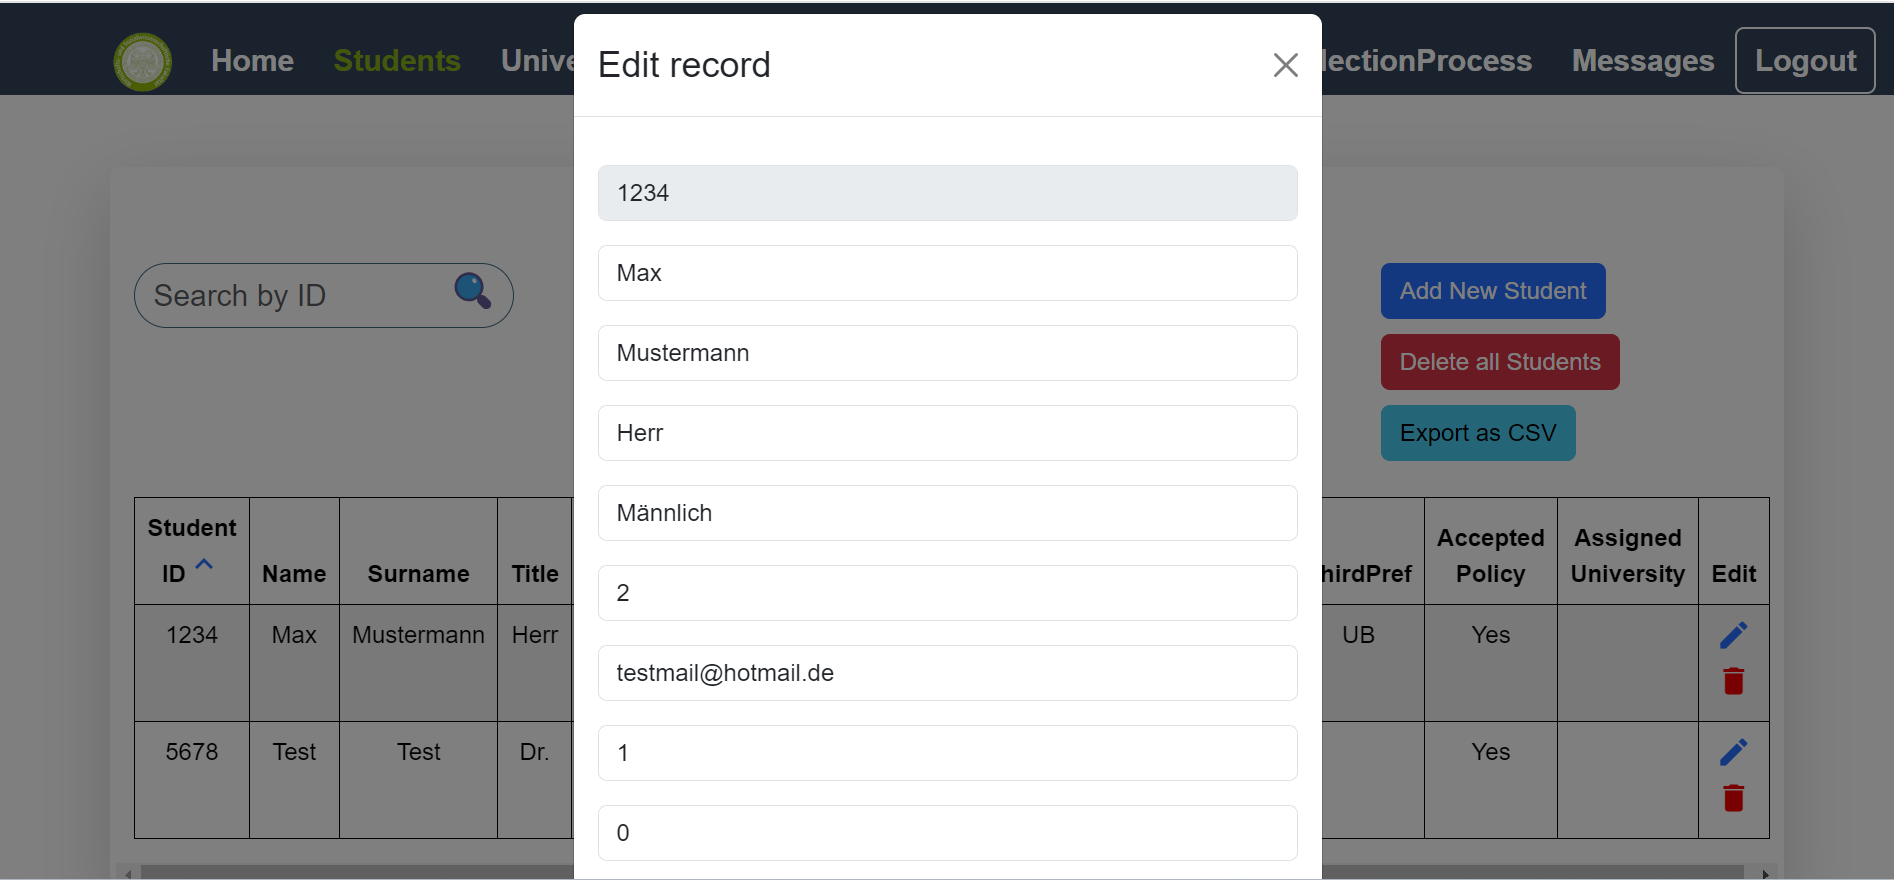 Home
Students
Unive
lectionProcess
Messages
Logout
Edit record
1234
Max
Mustermann
Herr
Männlich
2
testmail@hotmail.de
1
0
Search by ID
Add New Student
Delete all Students
Export as CSV
Student
ID
Name
Surname
Title
hirdPref
Accepted
Policy
Assigned
University
Edit
1234
Max
Mustermann
Herr
UB
Yes
5678
Test
Test
Dr.
Yes